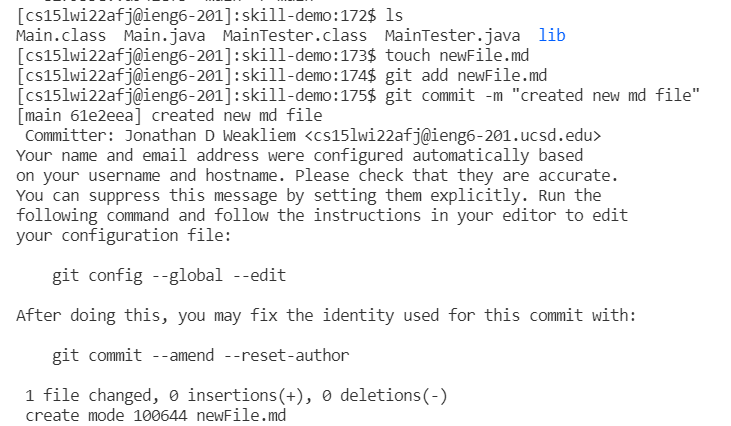 [cs15lwi22afj@ieng6-201]:skill-demo:172$ ls
Main.class  Main.java  MainTester.class  MainTester.java  lib
[cs15lwi22afj@ieng6-201]:skill-demo:173$ touch newFile.md
[cs15lwi22afj@ieng6-201]:skill-demo:174$ git add newFile.md
[cs15lwi22afj@ieng6-201]:skill-demo:175$ git commit -m "created new md file"
[main 61e2eea] created new md file
 Committer: Jonathan D Weakliem <cs15lwi22afj@ieng6-201.ucsd.edu>
Your name and email address were configured automatically based
on your username and hostname. Please check that they are accurate.
You can suppress this message by setting them explicitly. Run the
following command and follow the instructions in your editor to edit
your configuration file:
    git config --global --edit
After doing this, you may fix the identity used for this commit with:
    git commit --amend --reset-author
 1 file changed, 0 insertions(+), 0 deletions(-)
 create mode 100644 newFile.md